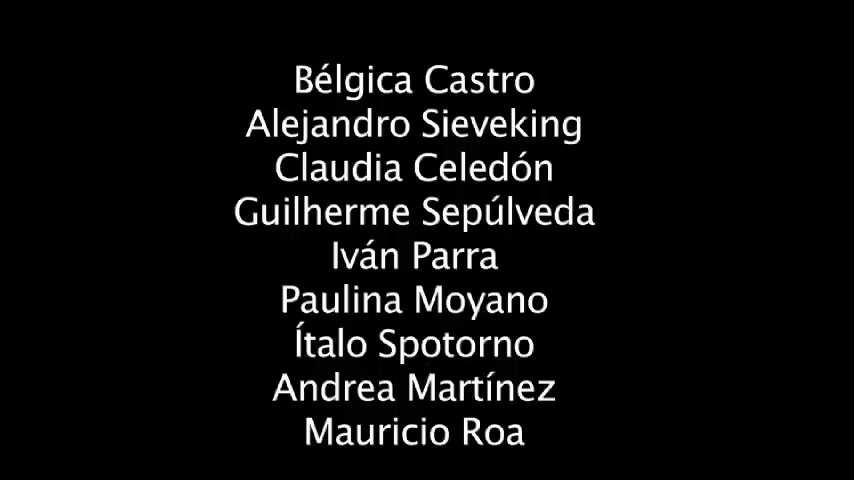 Bélgica Castro
Alejandro Sieveking
Claudia Celedón
Guilherme Sepúlveda
Iván Parra
Paulina Moyano
Ítalo Spotorno
Andrea Martínez
Mauricio Roa